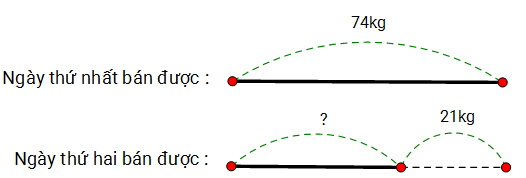 74kg
Ngày thứ nhất bán được :
? 21kg
Ngày thứ hai bán được :